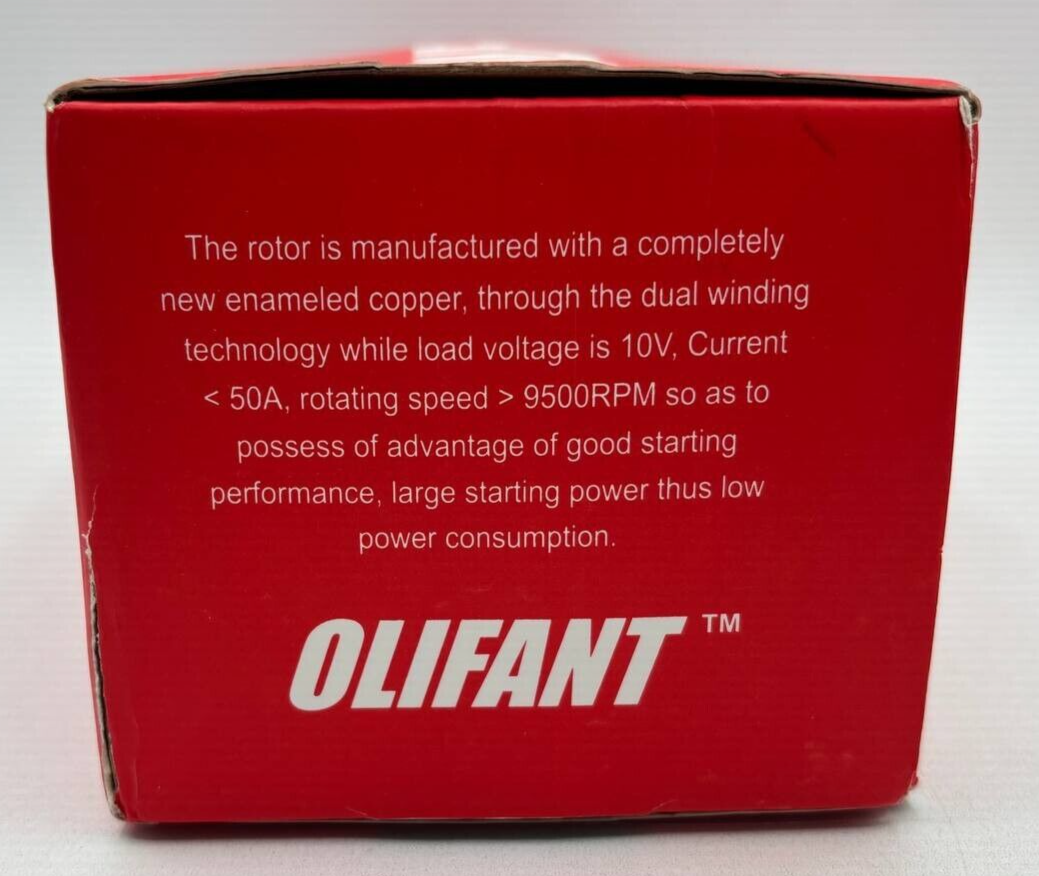 The rotor is manufactured with a completely
new enameled copper, through the dual winding
technology while load voltage is 10V, Current
< 50A, rotating speed > 9500RPM so as to
possess of advantage of good starting
performance, large starting power thus low
power consumption.
OLIFANT ™